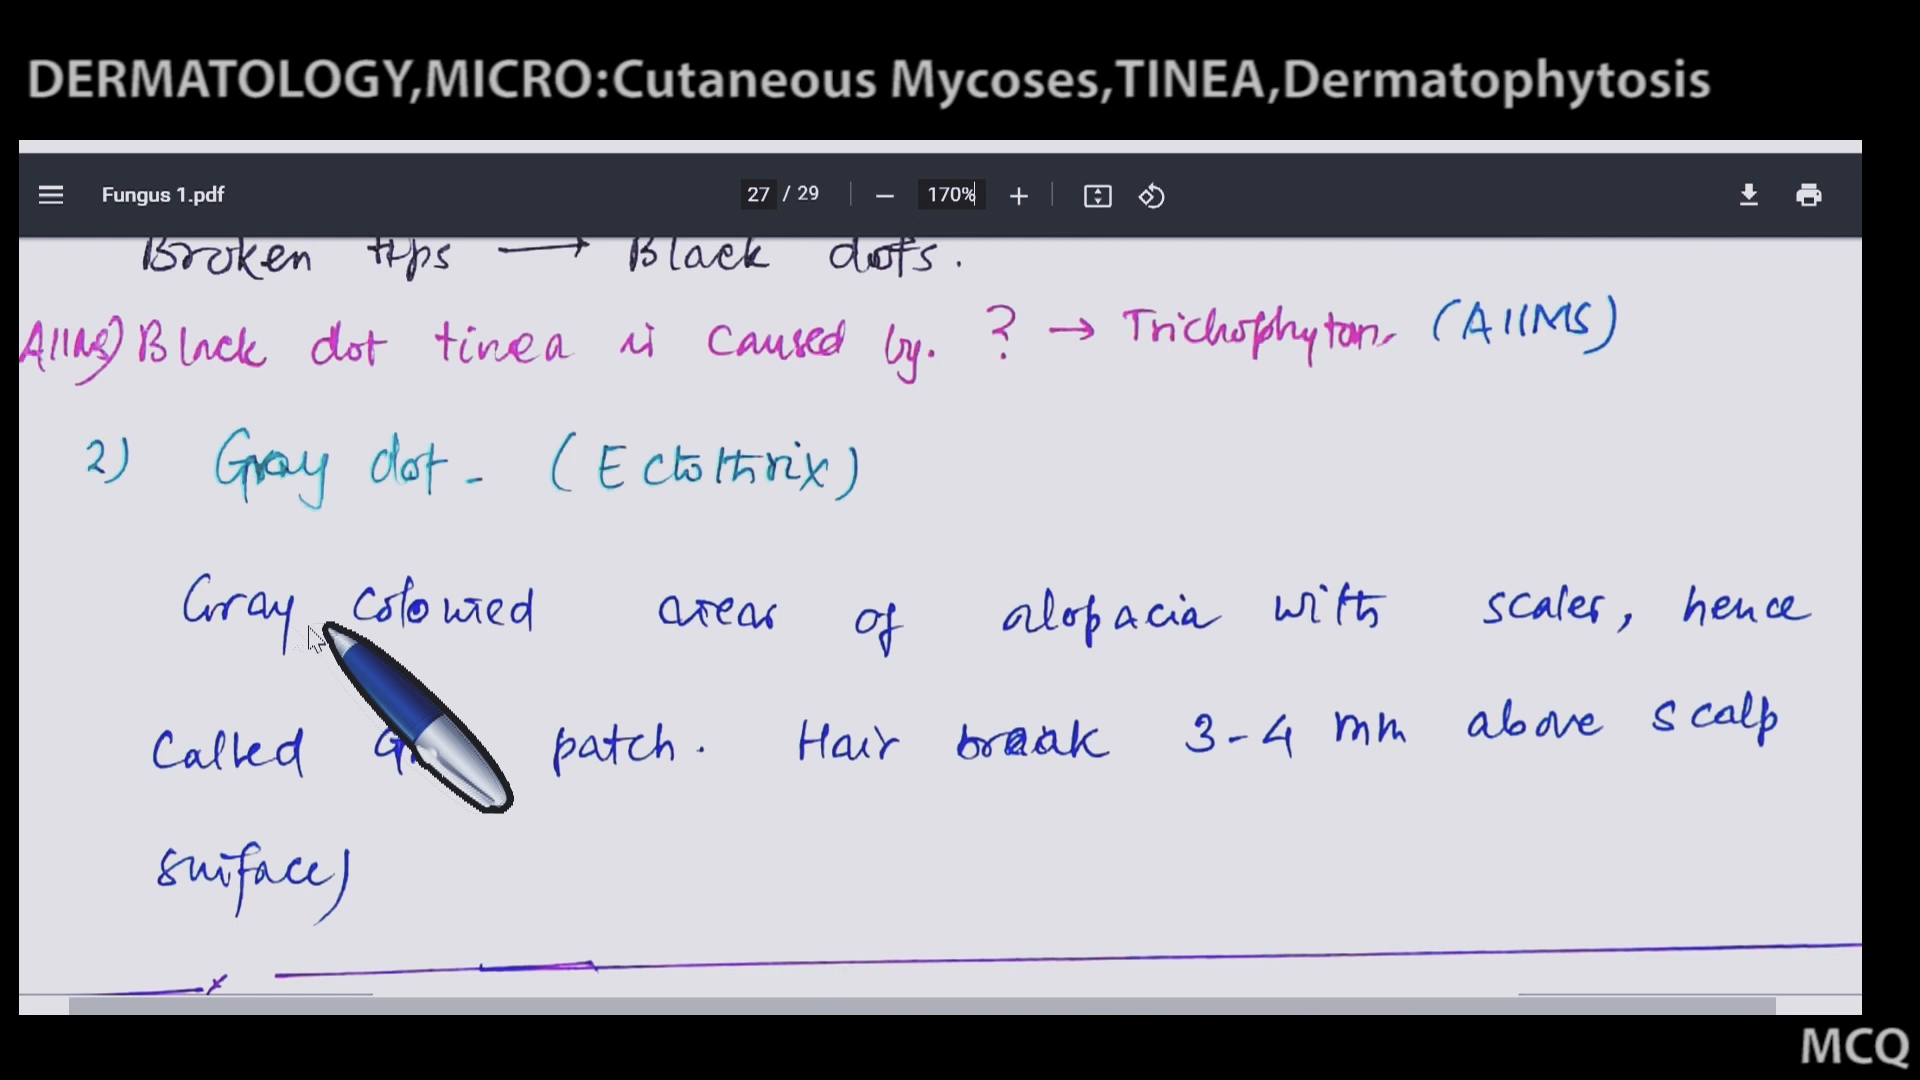 DERMATOLOGY,MICRO:Cutaneous Mycoses,TINEA,Dermatophytosis
Fungus 1.pdf
27 / 29
170%
Broken tips → Black dots.
AIIMS) Black dot tinea is caused by. ? → Trichophyton. (AIIMS)
2) Gray dot - (Ectothrix)
Gray coloured areas of alopacia with scales, hence
Called patch. Hair break 3-4 mm above scalp
surface)
MCQ